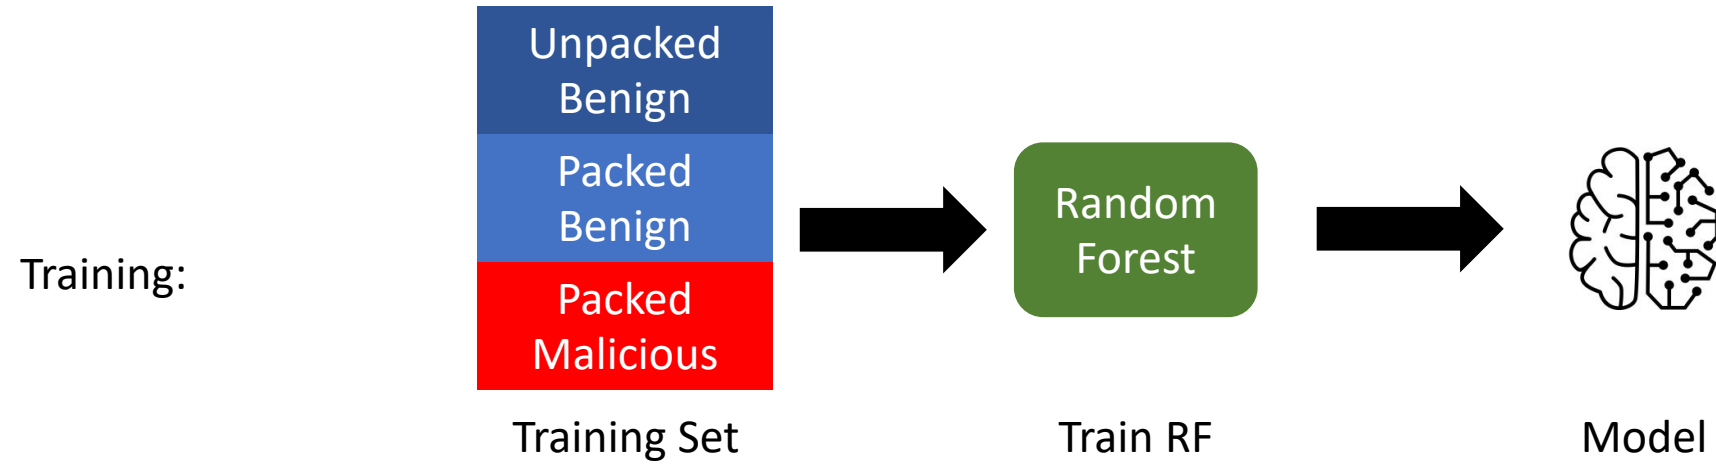 Training:
Unpacked
Benign
Packed
Benign
Packed
Malicious
Training Set
Random
Forest
Train RF
Model